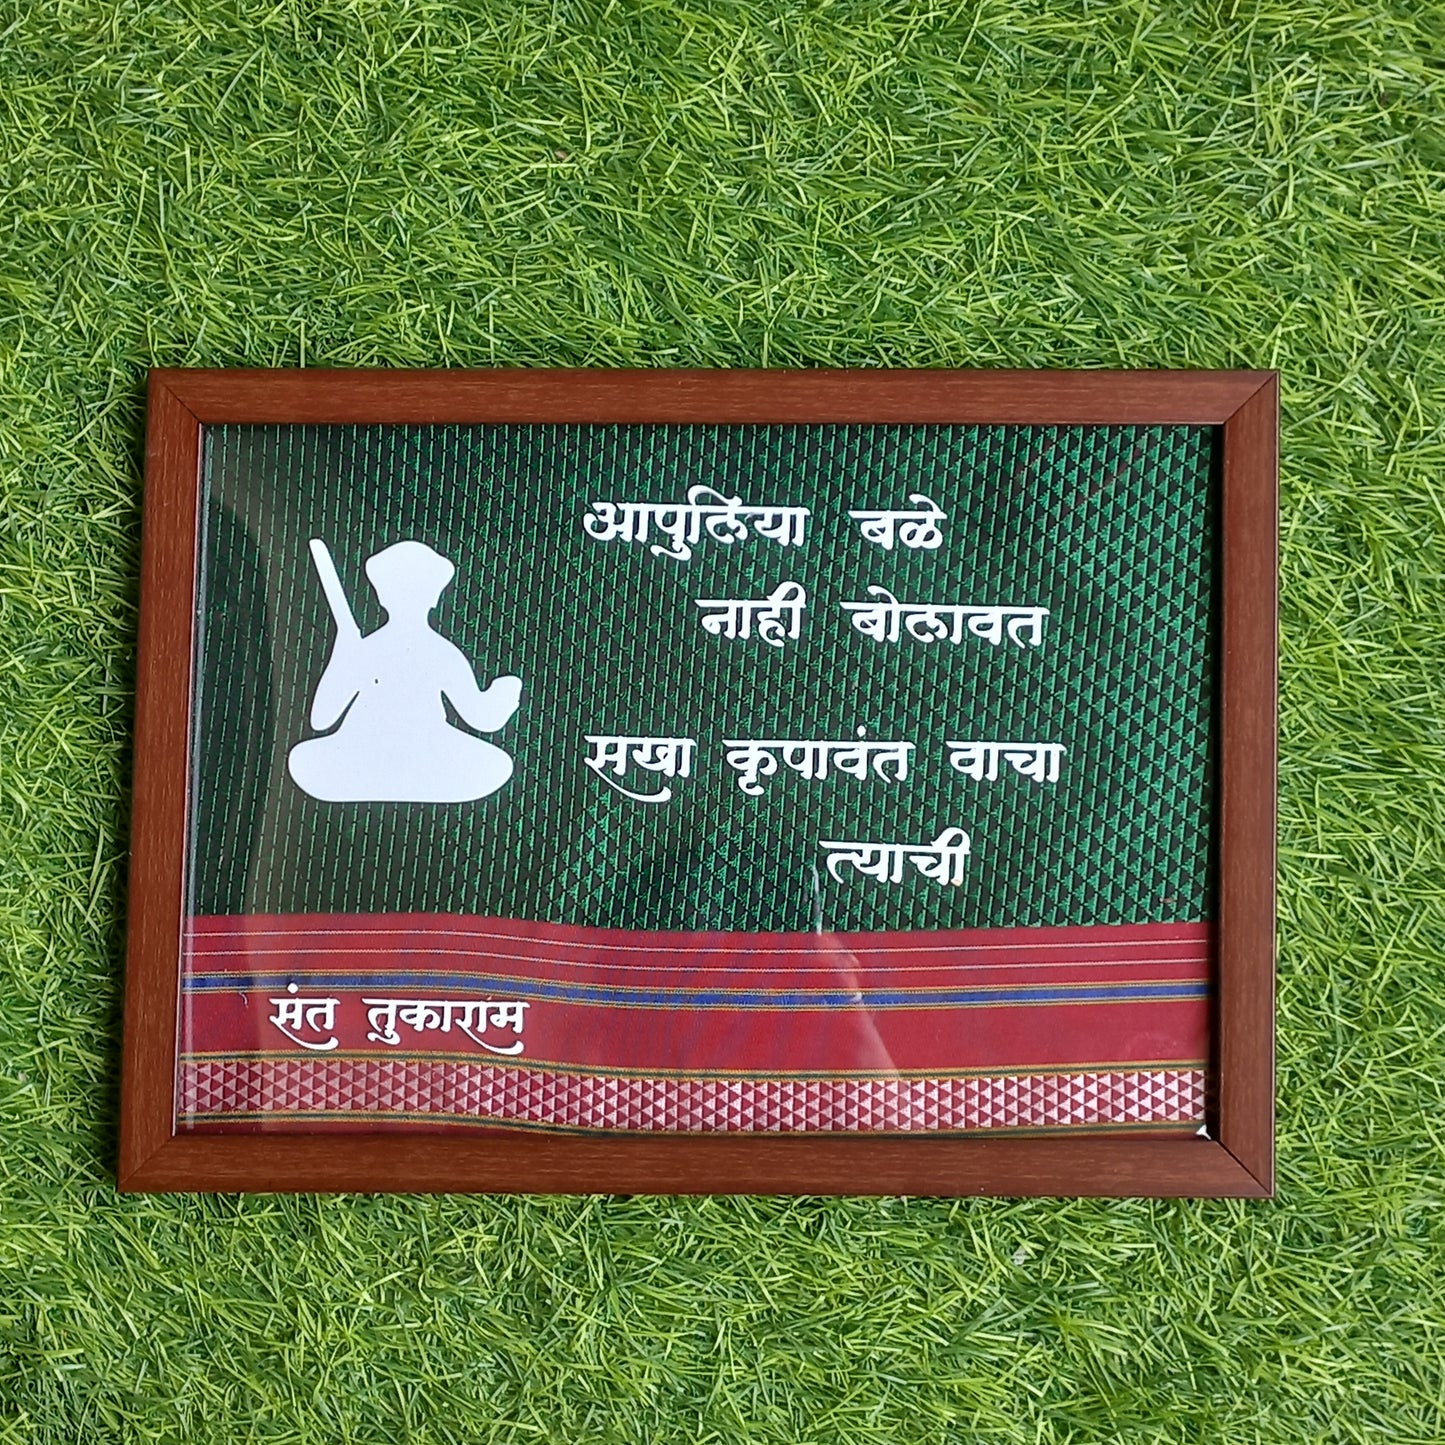 आपुलिया बळे
नाही बोलावत
सखा कृपावंत वाचा
त्याची
संत तुकाराम